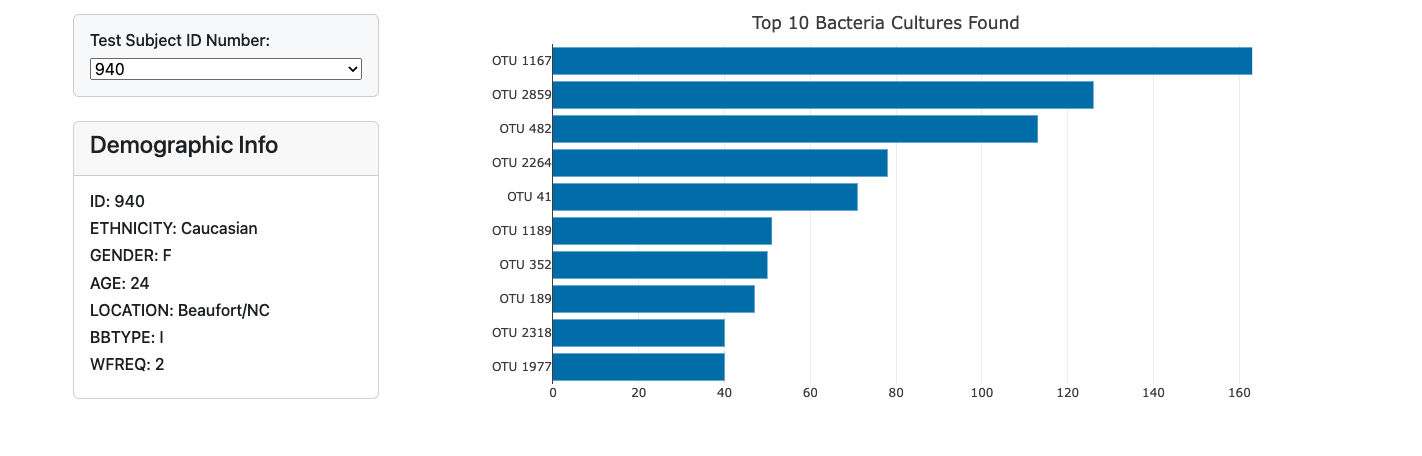 Test Subject ID Number:
940
Demographic Info
ID: 940
ETHNICITY: Caucasian
GENDER: F
AGE: 24
LOCATION: Beaufort/NC
BBTYPE: I
WFREQ: 2
Top 10 Bacteria Cultures Found
OTU 1167
OTU 2859
OTU 482
OTU 2264
OTU 41
OTU 1189
OTU 352
OTU 189
OTU 2318
OTU 1977
0 20 40 60 80 100 120 140 160